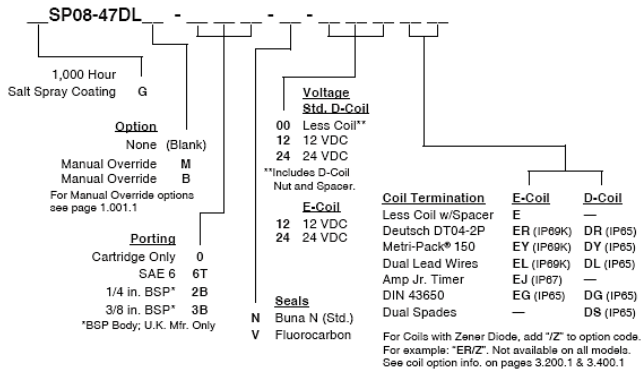 __SP08-47DL__ - ______ - __ - ______ ____
1,000 Hour
Salt Spray Coating G
Option
None (Blank)
Manual Override M
Manual Override B
For Manual Override options
see page 1.001.1
Porting
Cartridge Only 0
SAE 6 6T
1/4 in. BSP* 2B
3/8 in. BSP* 3B
*BSP Body; U.K. Mfr. Only
Seals
N Buna N (Std.)
V Fluorocarbon
Voltage
Std. D-Coil
00 Less Coil**
12 12 VDC
24 24 VDC
**Includes D-Coil
Nut and Spacer.
E-Coil
12 12 VDC
24 24 VDC
Coil Termination E-Coil D-Coil
Less Coil w/Spacer E —
Deutsch DT04-2P ER (IP69K) DR (IP65)
Metri-Pack® 150 EY (IP69K) DY (IP65)
Dual Lead Wires EL (IP69K) DL (IP65)
Amp Jr. Timer EJ (IP67) —
DIN 43650 EG (IP65) DG (IP65)
Dual Spades — DS (IP65)
For Coils with Zener Diode, add "/Z" to option code.
For example: "ER/Z". Not available on all models.
See coil option info. on pages 3.200.1 & 3.400.1